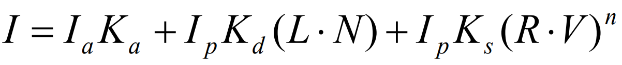 I = I_a K_a + I_p K_d (L · N) + I_p K_s (R · V)^n